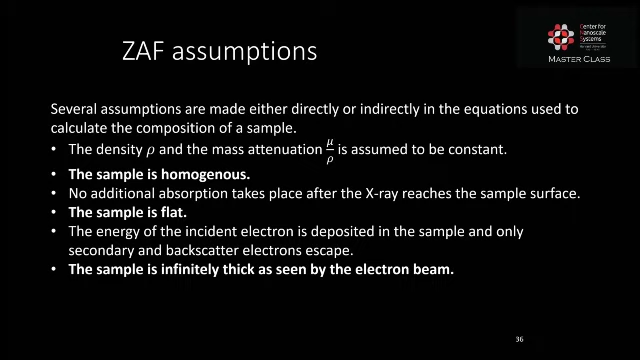 ZAF assumptions
Center for
Nanoscale
Systems
Harvard University
MASTER CLASS
Several assumptions are made either directly or indirectly in the equations used to
calculate the composition of a sample.
• The density ρ and the mass attenuation μ/ρ is assumed to be constant.
• The sample is homogenous.
• No additional absorption takes place after the X-ray reaches the sample surface.
• The sample is flat.
• The energy of the incident electron is deposited in the sample and only
secondary and backscatter electrons escape.
• The sample is infinitely thick as seen by the electron beam.
36